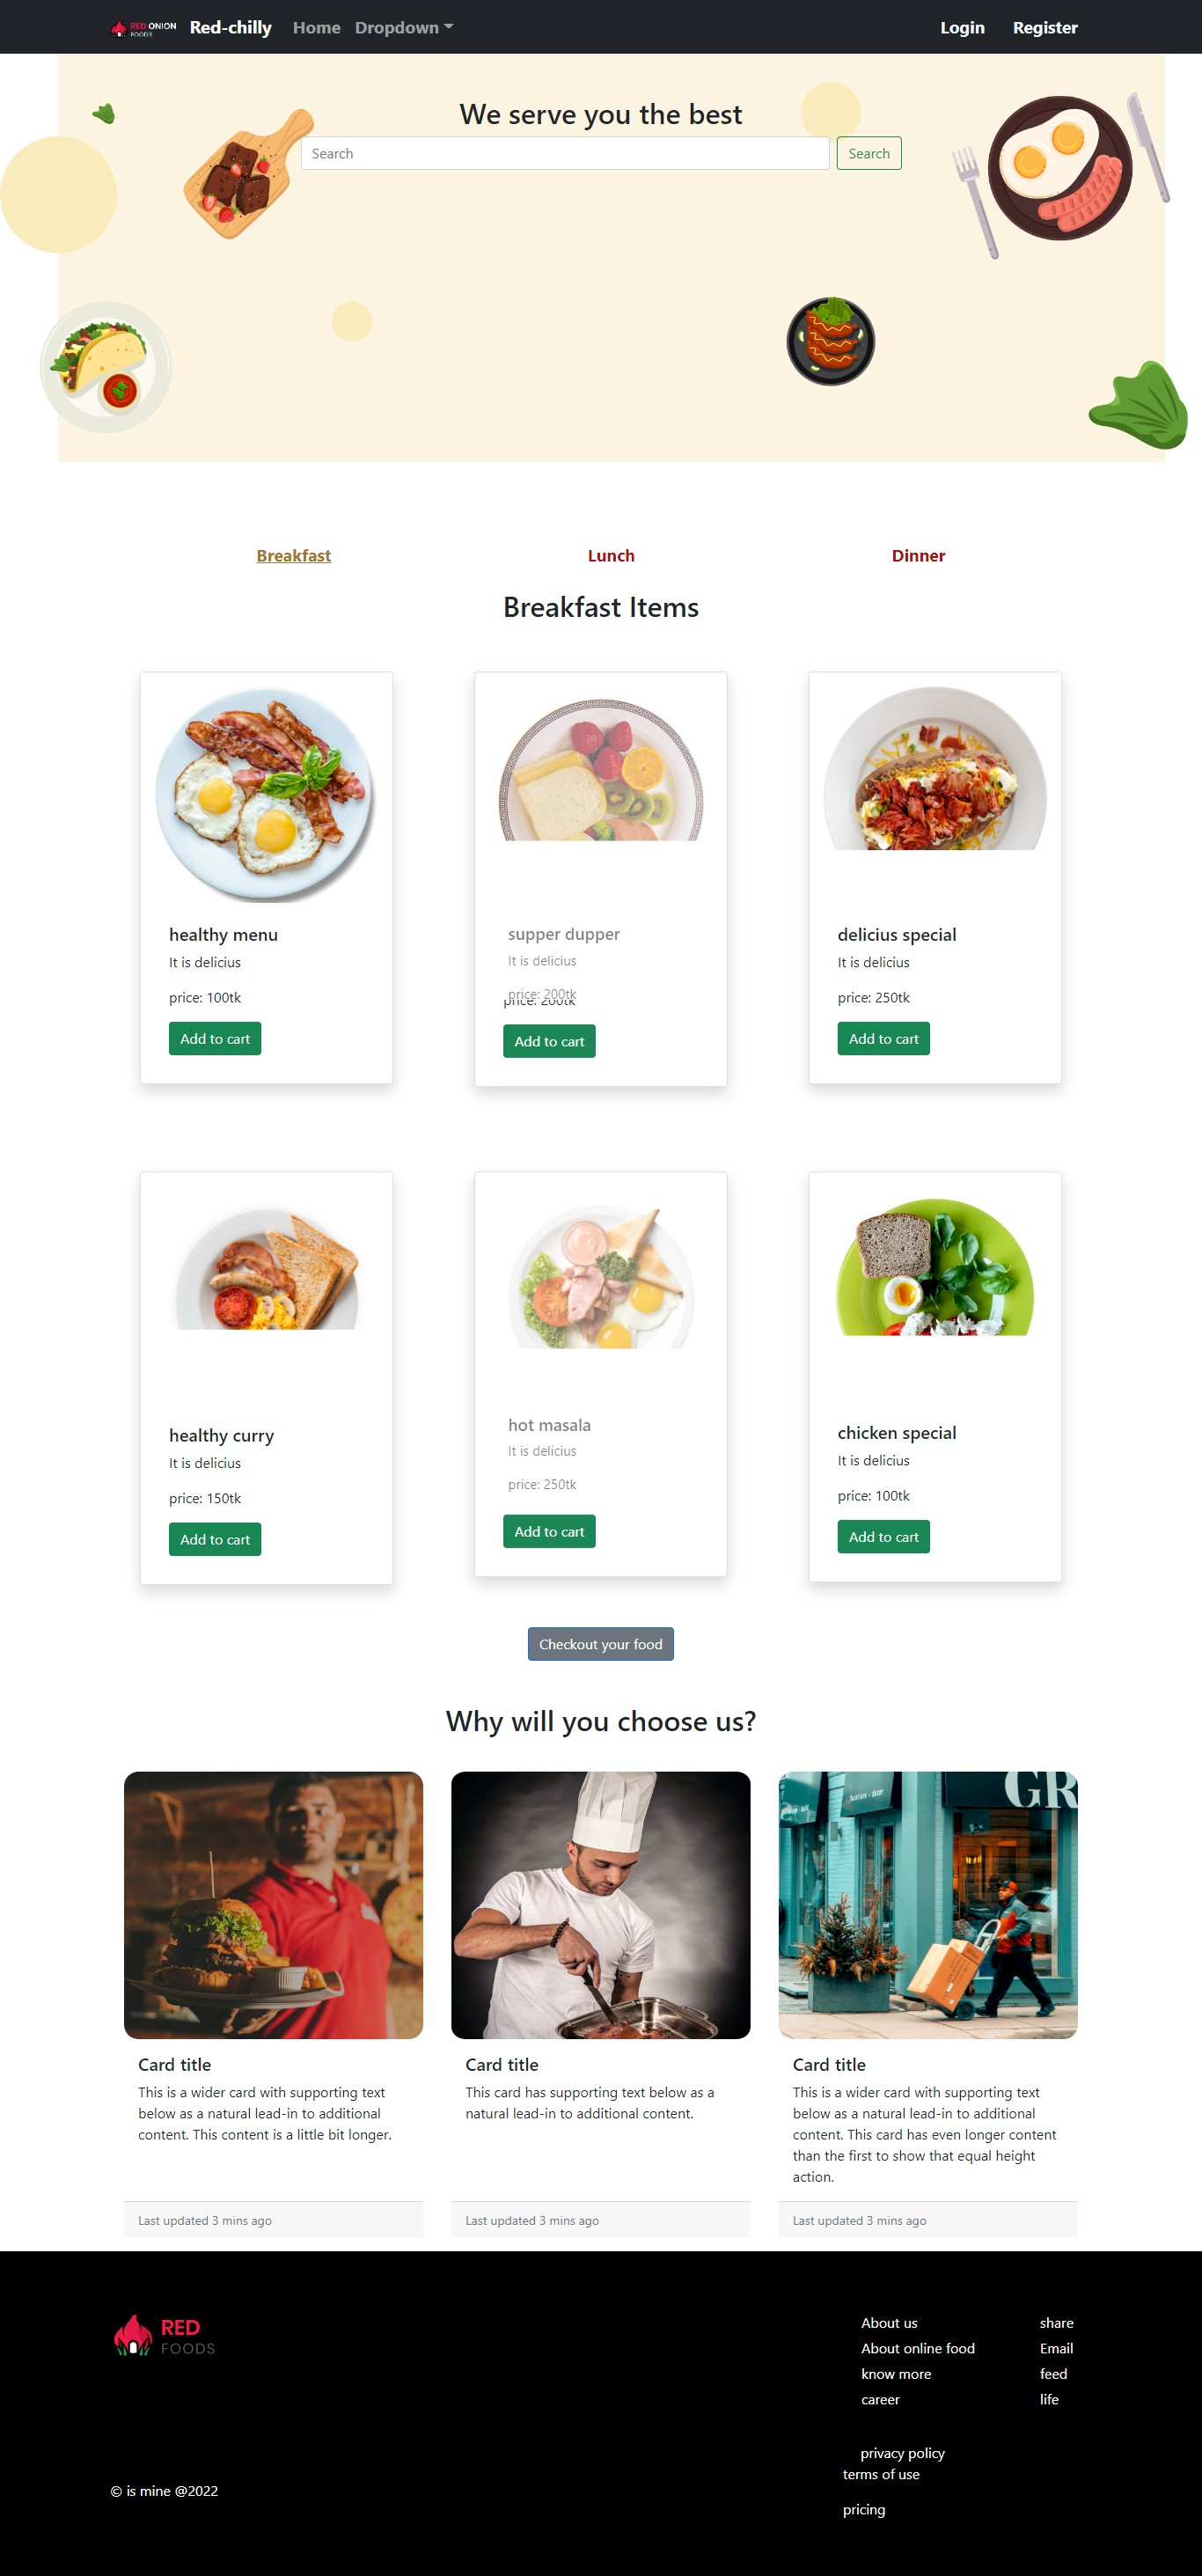 RED ONION
FOODS
Red-chilly
Home
Dropdown
Login
Register
We serve you the best
Search
Search
Breakfast
Lunch
Dinner
Breakfast Items
healthy menu
It is delicius
price: 100tk
Add to cart
supper dupper
It is delicius
price: 200tk
price: 200tk
Add to cart
delicius special
It is delicius
price: 250tk
Add to cart
healthy curry
It is delicius
price: 150tk
Add to cart
hot masala
It is delicius
price: 250tk
Add to cart
chicken special
It is delicius
price: 100tk
Add to cart
Checkout your food
Why will you choose us?
GR
Card title
This is a wider card with supporting text
below as a natural lead-in to additional
content. This content is a little bit longer.
Last updated 3 mins ago
Card title
This card has supporting text below as a
natural lead-in to additional content.
Last updated 3 mins ago
Card title
This is a wider card with supporting text
below as a natural lead-in to additional
content. This card has even longer content
than the first to show that equal height
action.
Last updated 3 mins ago
RED
FOODS
About us
About online food
know more
career
share
Email
feed
life
privacy policy
terms of use
pricing
© is mine @2022